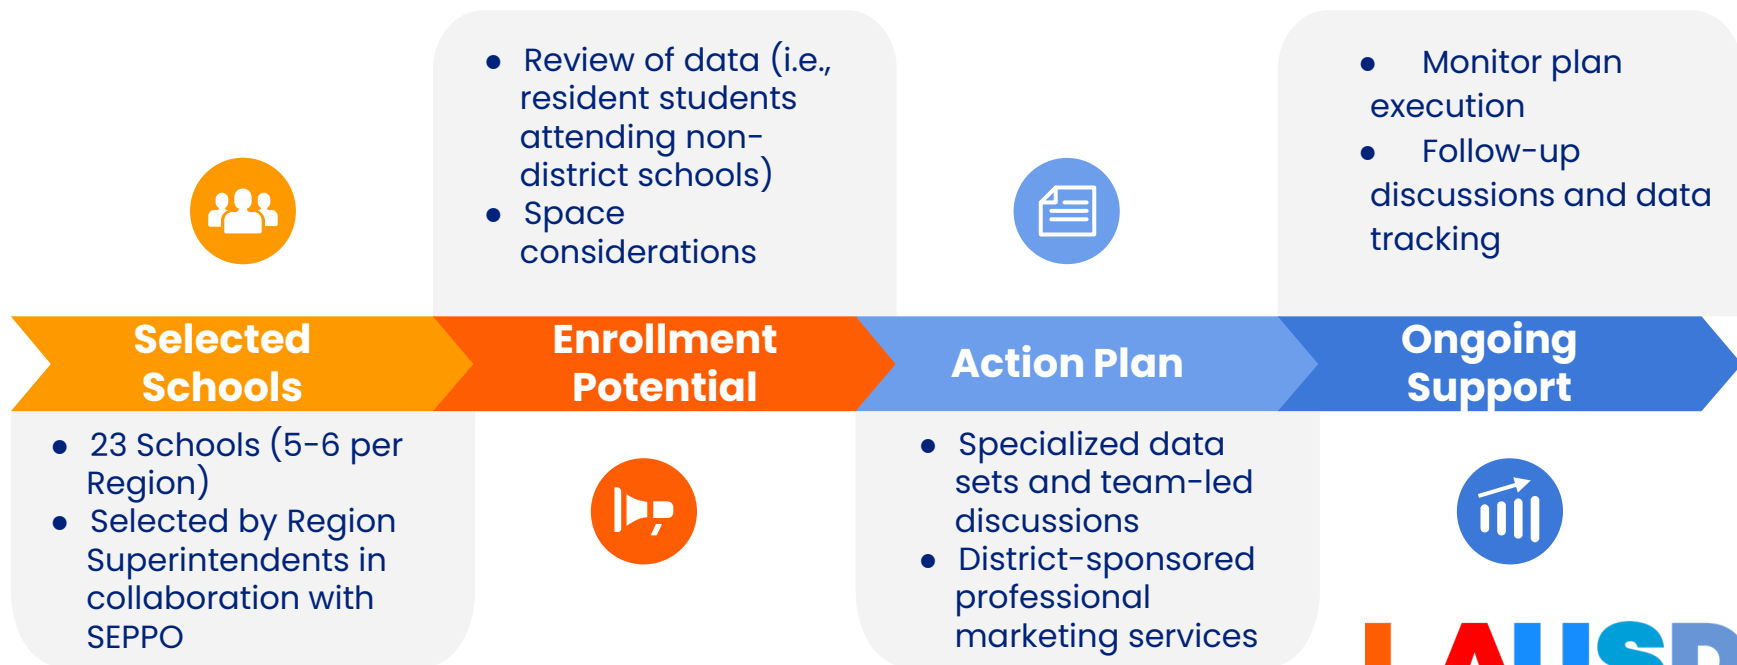 ● Review of data (i.e.,
resident students
attending non-
district schools)
● Space
considerations
● Monitor plan
execution
● Follow-up
discussions and data
tracking
Selected
Schools
Enrollment
Potential
Action Plan
Ongoing
Support
● 23 Schools (5-6 per
Region)
● Selected by Region
Superintendents in
collaboration with
SEPPO
● Specialized data
sets and team-led
discussions
● District-sponsored
professional
marketing services
LAUSD